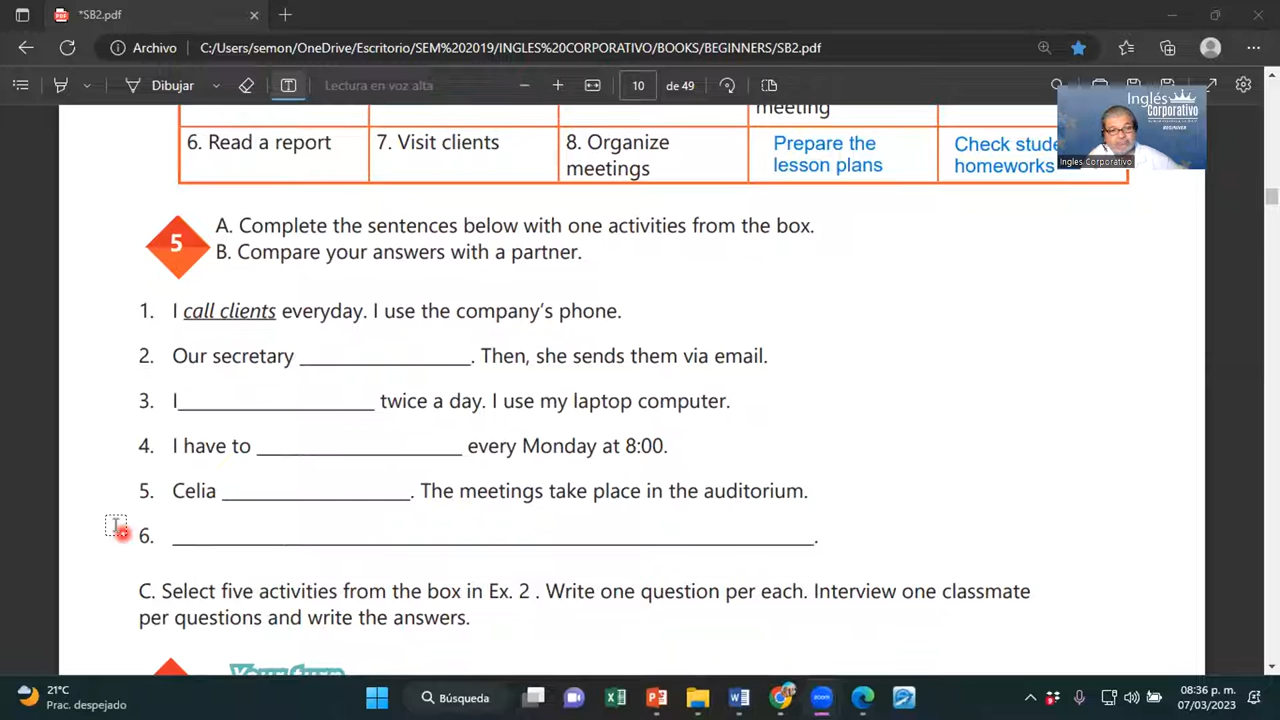 *SB2.pdf
Archivo
C:/Users/semon/OneDrive/Escritorio/SEM%202019/INGLES%20CORPORATIVO/BOOKS/BEGINNERS/SB2.pdf
Dibujar
Lectura en voz alta
10
de 49
Inglés
Corporativo
BEGINNER
Ingles Corporativo
meeting
6. Read a report
7. Visit clients
8. Organize
meetings
Prepare the
lesson plans
Check stude
homeworks
5
A. Complete the sentences below with one activities from the box.
B. Compare your answers with a partner.
1. I call clients everyday. I use the company's phone.
2. Our secretary ________________. Then, she sends them via email.
3. I__________________ twice a day. I use my laptop computer.
4. I have to ___________________ every Monday at 8:00.
5. Celia _________________. The meetings take place in the auditorium.
6. ____________________________________________________________.
C. Select five activities from the box in Ex. 2 . Write one question per each. Interview one classmate
per questions and write the answers.
21°C
Prac. despejado
Búsqueda
zoom
08:36 p. m.
07/03/2023